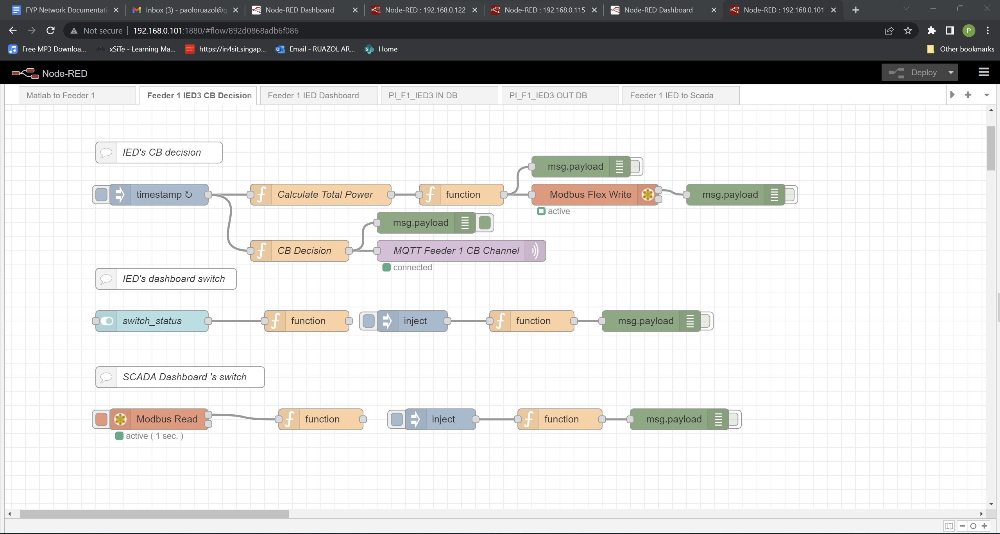 FYP Network Documentati
Inbox (3) - paoloruazol@g
Node-RED Dashboard
Node-RED : 192.168.0.122
Node-RED : 192.168.0.115
Node-RED Dashboard
Node-RED : 192.168.0.101
Not secure
192.168.0.101:1880/#flow/892d0868adb6f086
P
Free MP3 Downloa...
xSiTe
xSiTe - Learning Ma...
https://in4sit.singap...
Email - RUAZOL AR...
Home
Other bookmarks
Node-RED
Deploy
Matlab to Feeder 1
Feeder 1 IED3 CB Decision
Feeder 1 IED Dashboard
PI_F1_IED3 IN DB
PI_F1_IED3 OUT DB
Feeder 1 IED to Scada
IED's CB decision
msg.payload
timestamp ↻
Calculate Total Power
function
Modbus Flex Write
msg.payload
active
msg.payload
CB Decision
MQTT Feeder 1 CB Channel
connected
IED's dashboard switch
switch_status
function
inject
function
msg.payload
SCADA Dashboard 's switch
Modbus Read
function
inject
function
msg.payload
active ( 1 sec. )